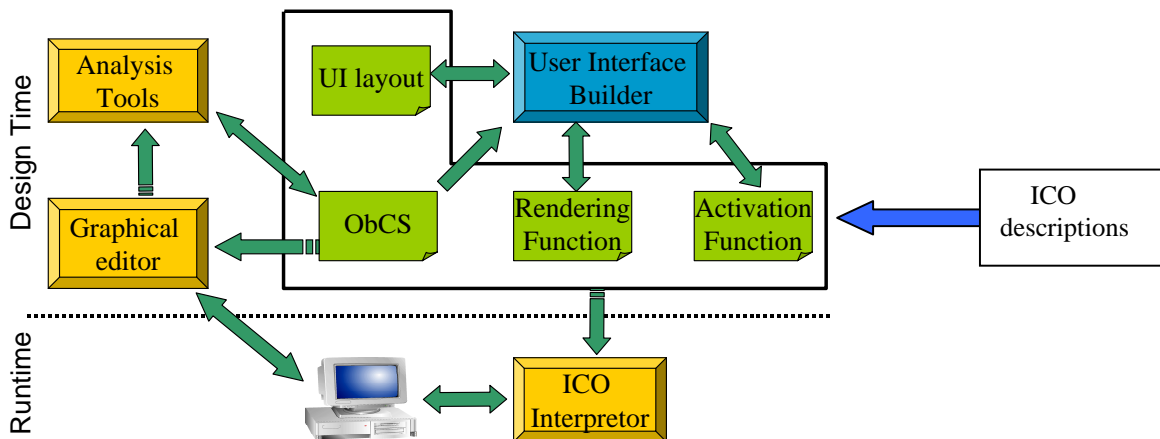 Design Time
Analysis
Tools
UI layout
User Interface
Builder
Graphical
editor
ObCS
Rendering
Function
Activation
Function
ICO
descriptions
Runtime
ICO
Interpretor